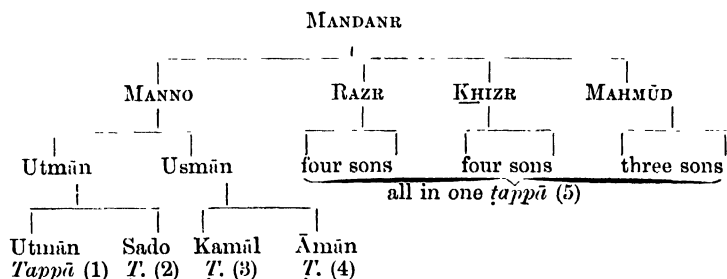 MANDANR
MANNO RAZR KHIZR MAHMŪD
Utmān Usmān four sons four sons three sons
all in one ṭappā (5)
Utmān Sado Kamāl Āmān
Tappā (1) T. (2) Ṭ. (3) Ṭ. (4)